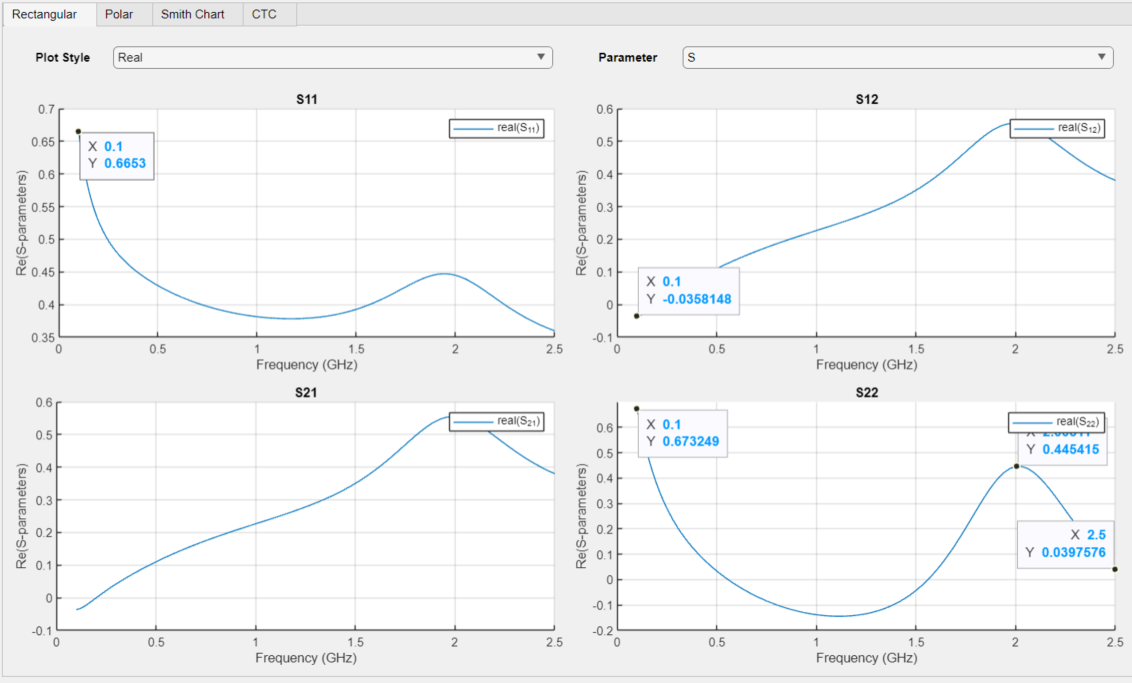 Rectangular Polar Smith Chart CTC
Plot Style Real Parameter S
S11
0.7
0.65
0.6
0.55
0.5
0.45
0.4
0.35
Re(S-parameters)
real(S11)
X 0.1
Y 0.6653
0 0.5 1 1.5 2 2.5
Frequency (GHz)
S12
0.6
0.5
0.4
0.3
0.2
0.1
0
-0.1
Re(S-parameters)
real(S12)
X 0.1
Y -0.0358148
0 0.5 1 1.5 2 2.5
Frequency (GHz)
S21
0.6
0.5
0.4
0.3
0.2
0.1
0
-0.1
Re(S-parameters)
real(S21)
0 0.5 1 1.5 2 2.5
Frequency (GHz)
S22
0.6
0.5
0.4
0.3
0.2
0.1
0
-0.1
-0.2
Re(S-parameters)
real(S22)
X 0.1
Y 0.673249
X
Y 0.445415
X 2.5
Y 0.0397576
0 0.5 1 1.5 2 2.5
Frequency (GHz)